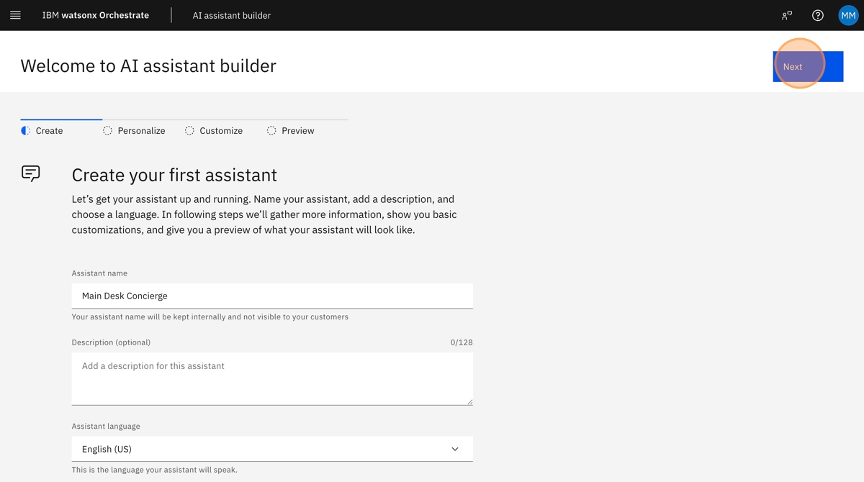 IBM watsonx Orchestrate AI assistant builder MM
Welcome to AI assistant builder
Next
Create Personalize Customize Preview
Create your first assistant
Let's get your assistant up and running. Name your assistant, add a description, and
choose a language. In following steps we'll gather more information, show you basic
customizations, and give you a preview of what your assistant will look like.
Assistant name
Main Desk Concierge
Your assistant name will be kept internally and not visible to your customers
Description (optional) 0/128
Add a description for this assistant
Assistant language
English (US)
This is the language your assistant will speak.